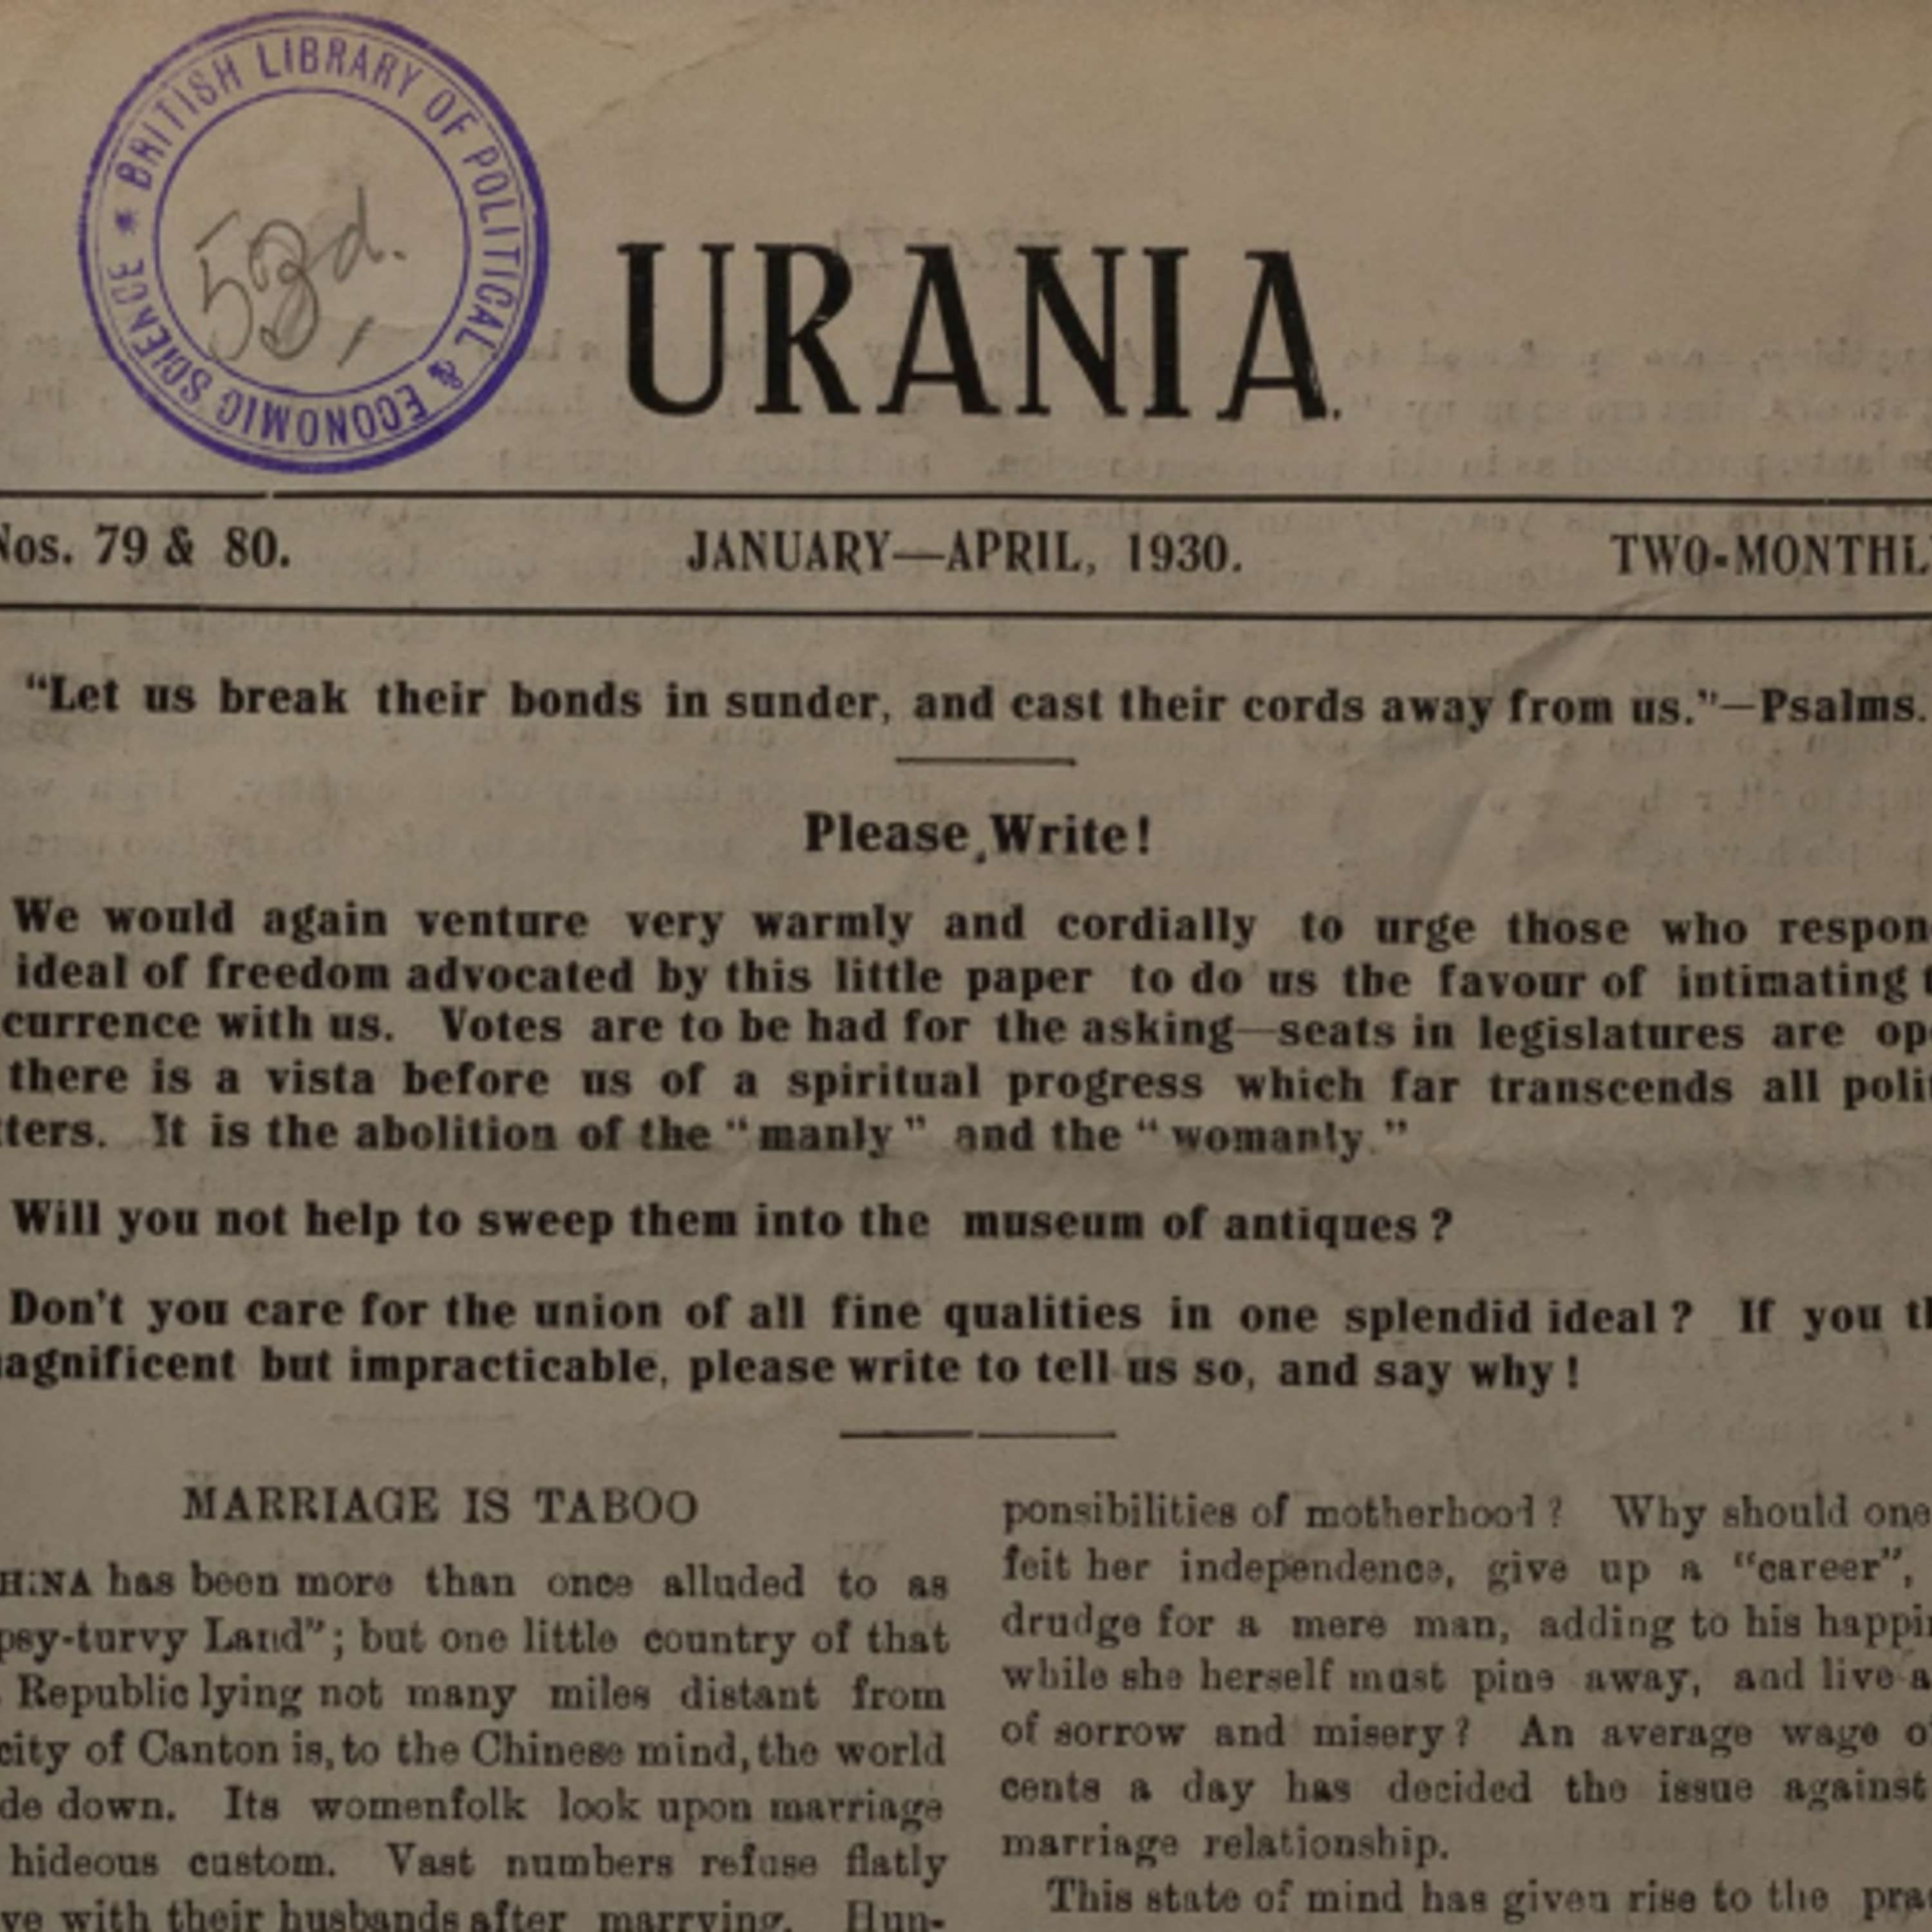 BRITISH LIBRARY OF POLITICAL & ECONOMIC SCIENCE *
URANIA.
Nos. 79 & 80.
JANUARY—APRIL, 1930.
TWO-MONTHLY
“Let us break their bonds in sunder, and cast their cords away from us.”—Psalms.
Please Write!
We would again venture very warmly and cordially to urge those who respon
ideal of freedom advocated by this little paper to do us the favour of intimating t
currence with us. Votes are to be had for the asking—seats in legislatures are op
there is a vista before us of a spiritual progress which far transcends all polit
tters. It is the abolition of the “manly” and the “womanly.”
Will you not help to sweep them into the museum of antiques?
Don't you care for the union of all fine qualities in one splendid ideal? If you th
agnificent but impracticable, please write to tell us so, and say why!
MARRIAGE IS TABOO
HINA has been more than once alluded to as
psy-turvy Land”; but one little country of that
Republic lying not many miles distant from
city of Canton is, to the Chinese mind, the world
de down. Its womenfolk look upon marriage
hideous custom. Vast numbers refuse flatly
ve with their husbands after marrying. Hun-
ponsibilities of motherhood? Why should one
feit her independence, give up a “career”,
drudge for a mere man, adding to his happi
while she herself must pine away, and live a
of sorrow and misery? An average wage o
cents a day has decided the issue against
marriage relationship.
This state of mind has given rise to the pra